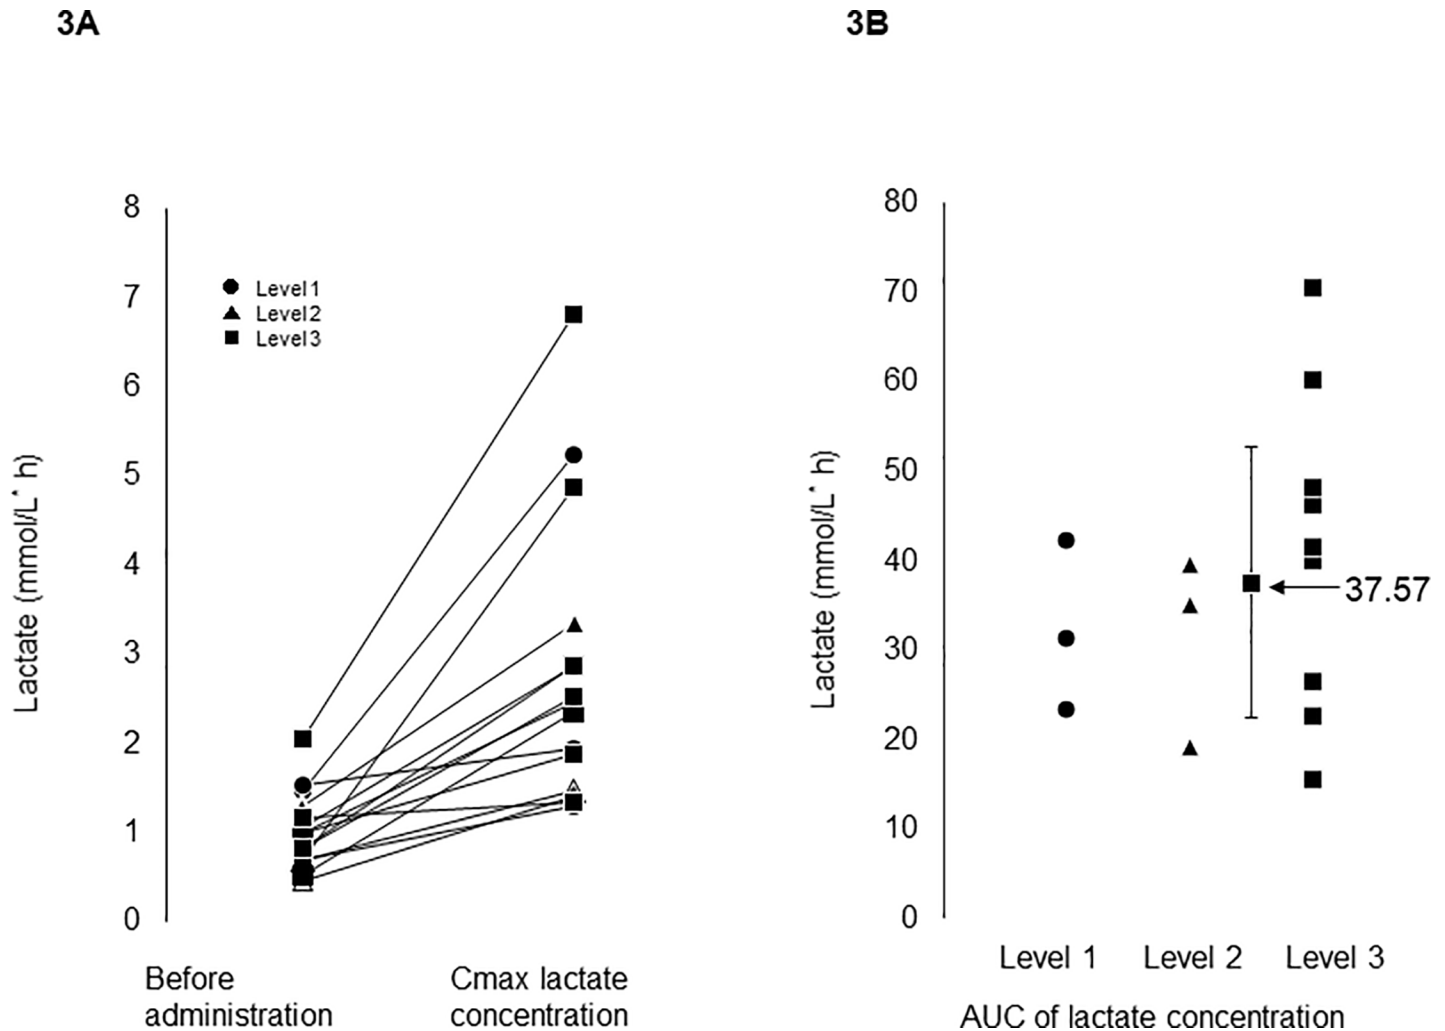 3A
8
7
6
5
4
3
2
1
0
Level1
Level2
Level3
Lactate (mmol/L* h)
Before
administration
Cmax lactate
concentration
3B
80
70
60
50
40
30
20
10
0
Lactate (mmol/L* h)
37.57
Level 1 Level 2 Level 3
AUC of lactate concentration